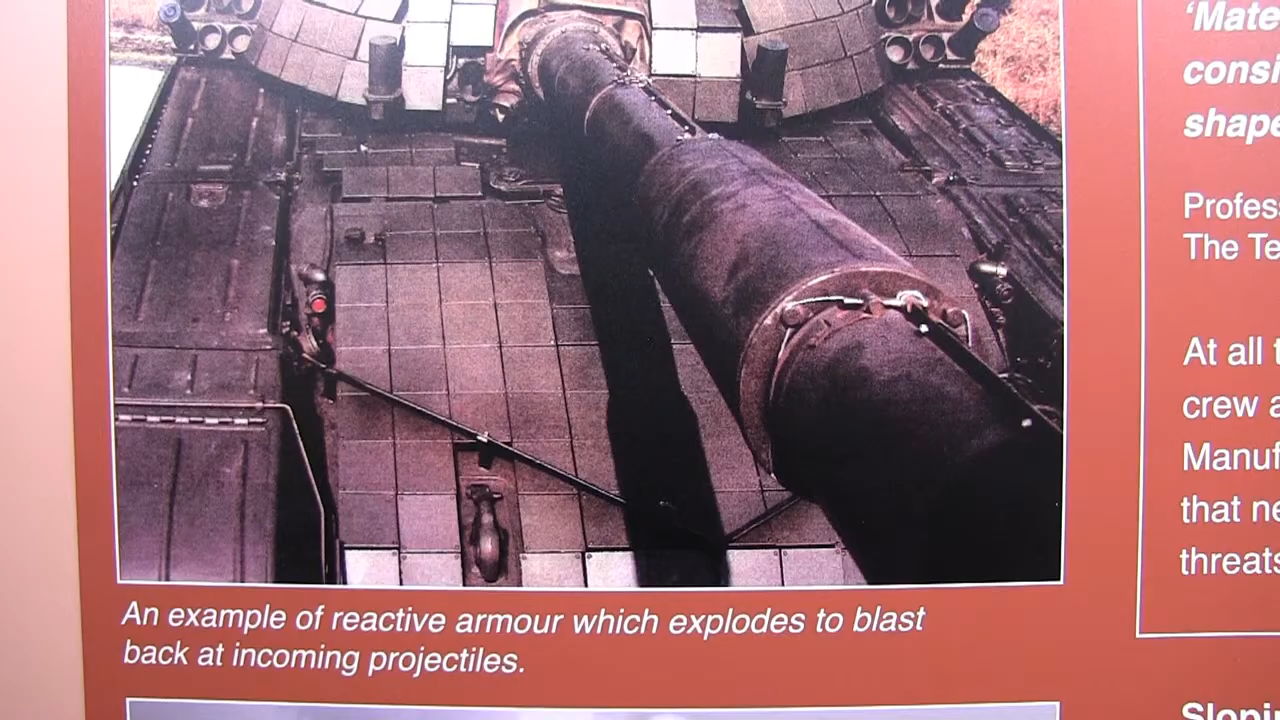 An example of reactive armour which explodes to blast
back at incoming projectiles.
'Mate
consi
shape
Profes
The Te
At all t
crew a
Manuf
that ne
threats
Slopi